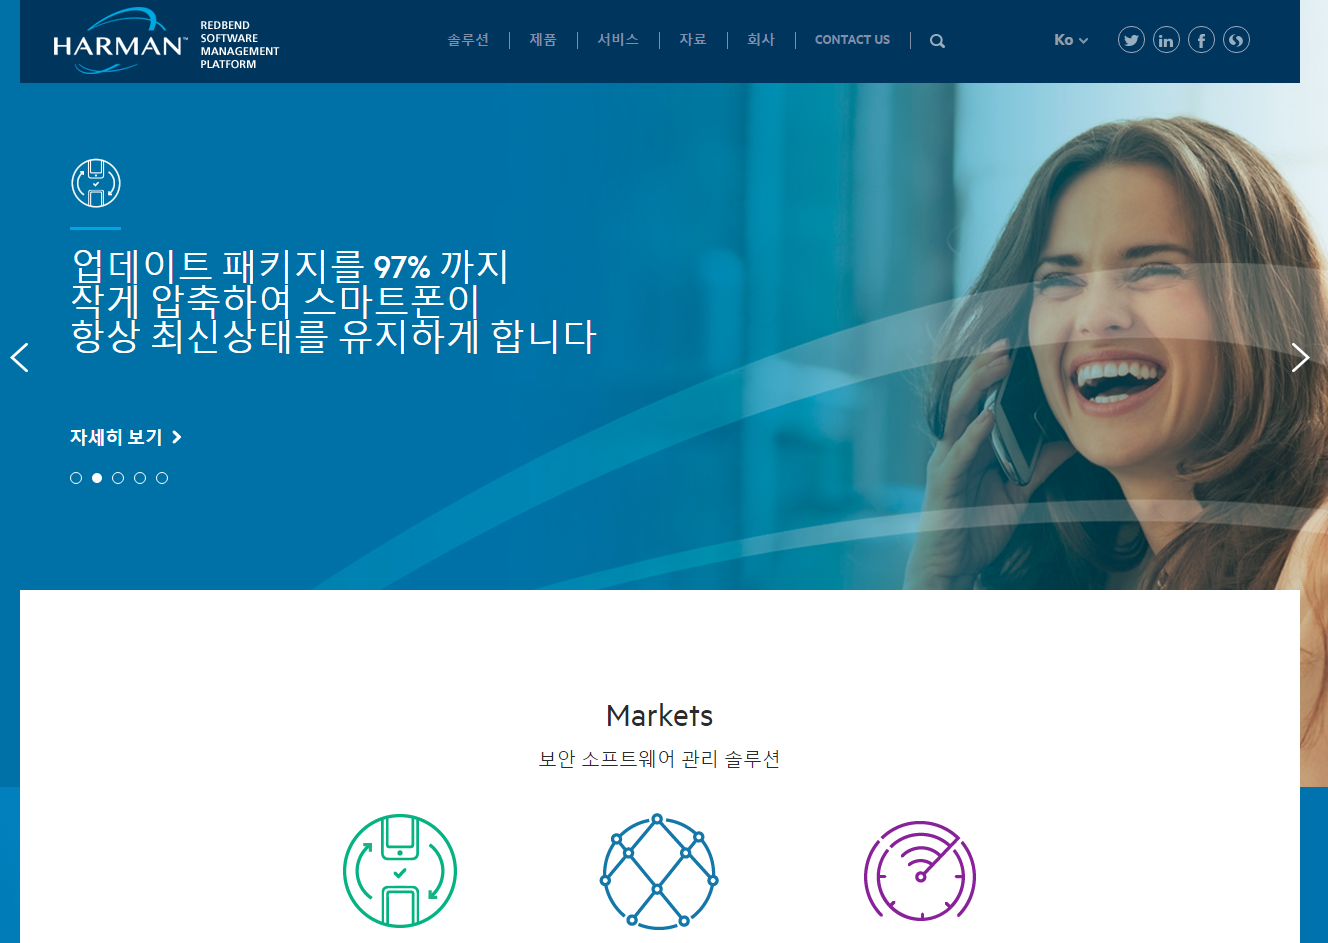 HARMAN™
REDBEND
SOFTWARE
MANAGEMENT
PLATFORM
솔루션
제품
서비스
자료
회사
CONTACT US
Ko
업데이트 패키지를 97% 까지
작게 압축하여 스마트폰이
항상 최신상태를 유지하게 합니다
자세히 보기
Markets
보안 소프트웨어 관리 솔루션